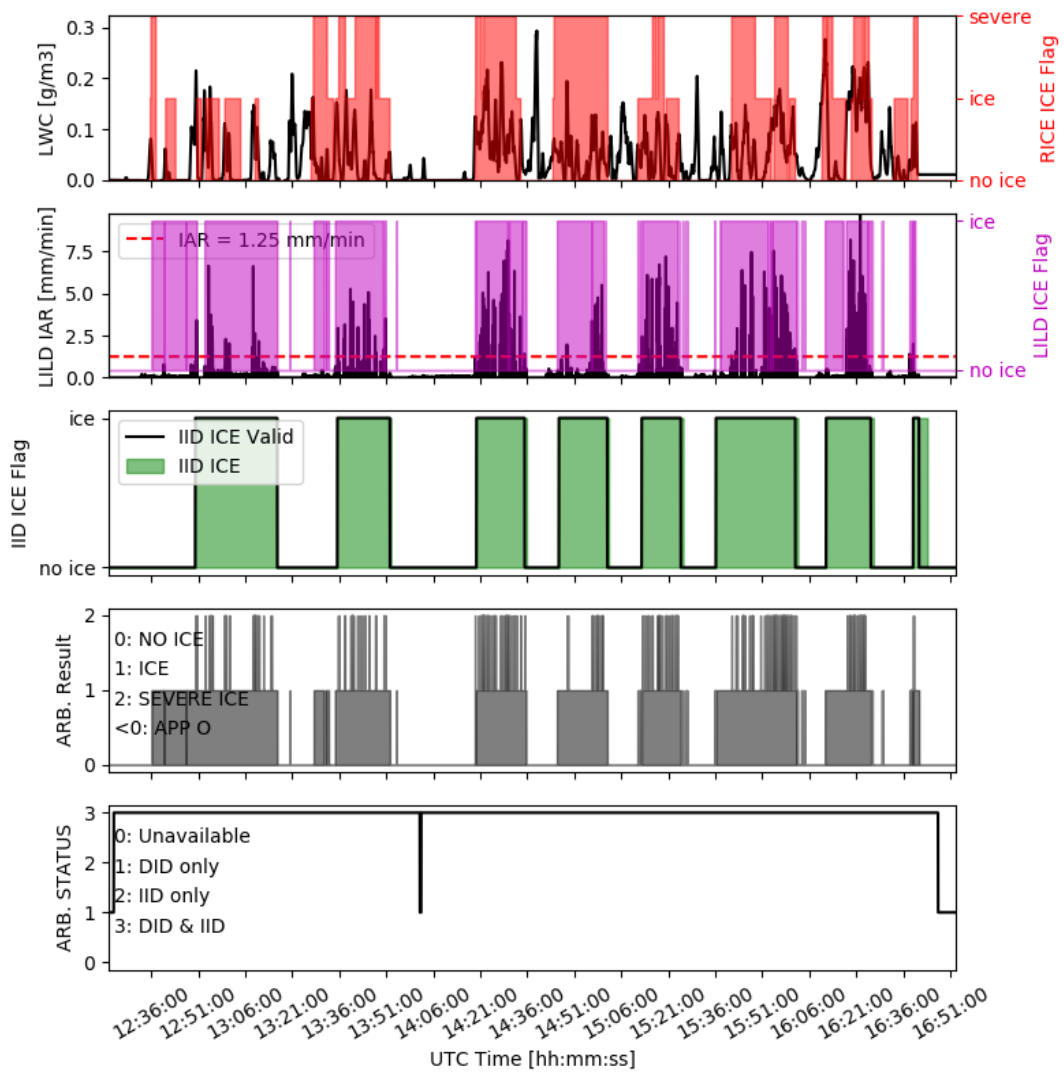 LWC [g/m3]
0.3
0.2
0.1
0.0
severe
ice
no ice
RICE ICE Flag
LILD IAR [mm/min]
7.5
5.0
2.5
0.0
IAR = 1.25 mm/min
ice
no ice
LILD ICE Flag
IID ICE Flag
ice
no ice
IID ICE Valid
IID ICE
ARB. Result
2
1
0
0: NO ICE
1: ICE
2: SEVERE ICE
<0: APP O
ARB. STATUS
3
2
1
0
0: Unavailable
1: DID only
2: IID only
3: DID & IID
12:36:00
12:51:00
13:06:00
13:21:00
13:36:00
13:51:00
14:06:00
14:21:00
14:36:00
14:51:00
15:06:00
15:21:00
15:36:00
15:51:00
16:06:00
16:21:00
16:36:00
16:51:00
UTC Time [hh:mm:ss]